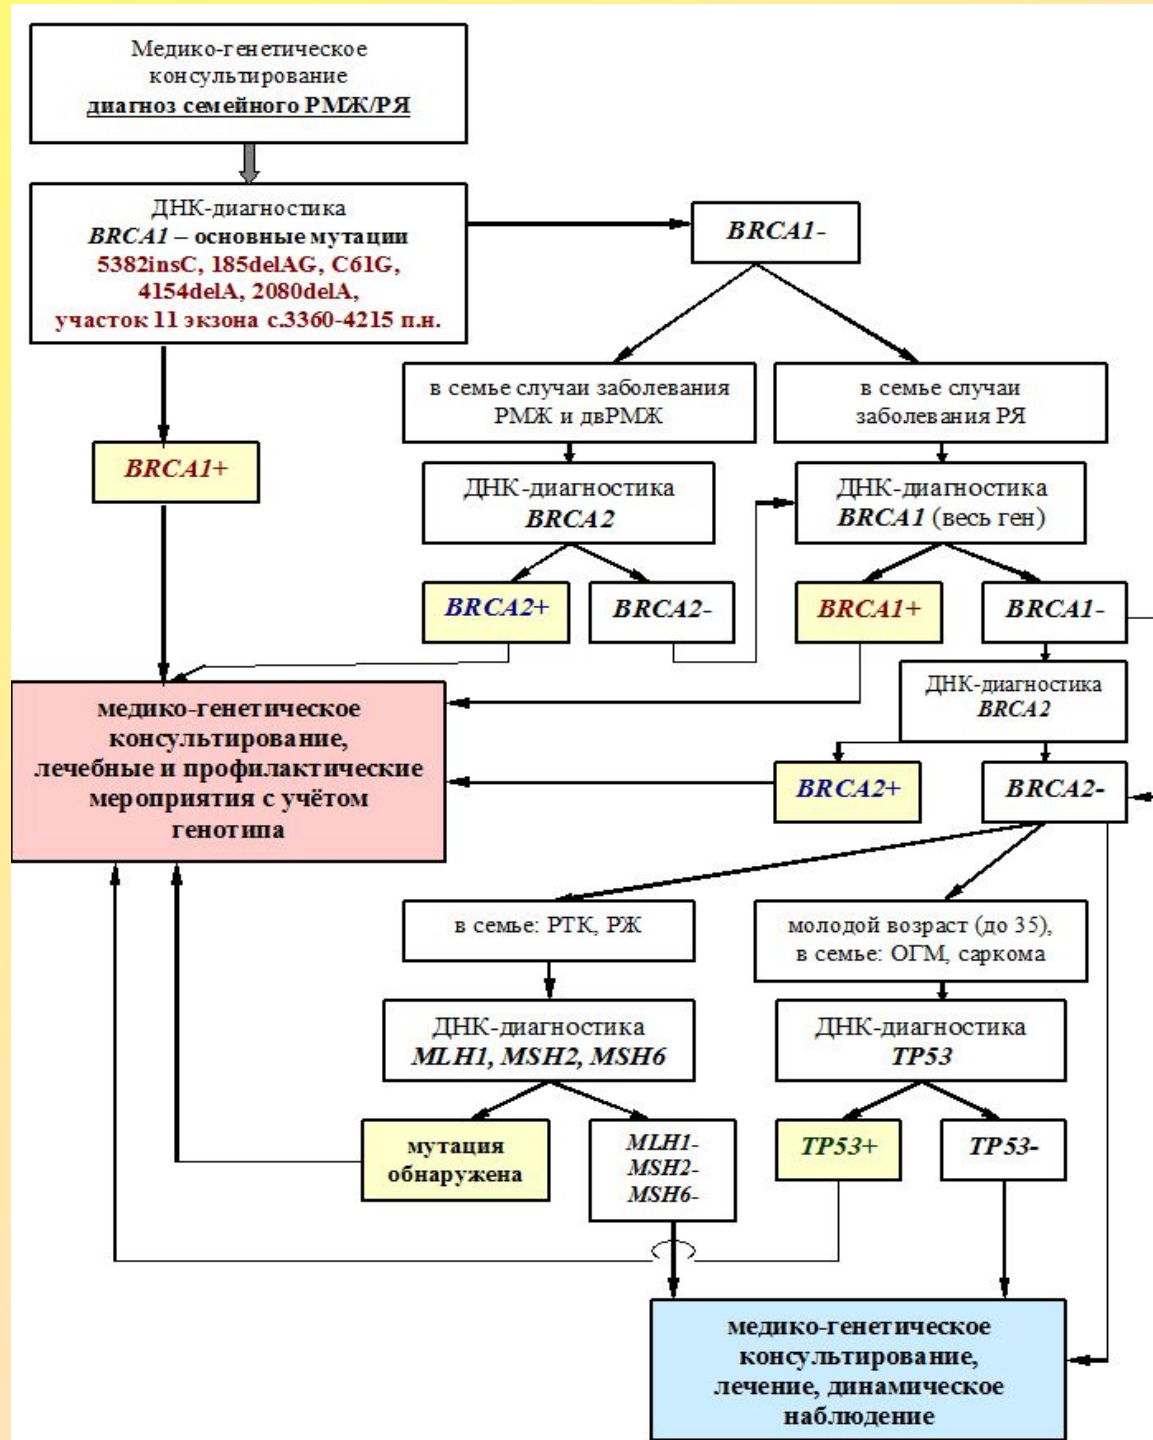 Медико-генетическое
консультирование
диагноз семейного РМЖ/РЯ
ДНК-диагностика
BRCA1 – основные мутации
5382insC, 185delAG, C61G,
4154delA, 2080delA,
участок 11 экзона с.3360-4215 п.н.
BRCA1-
в семье случаи заболевания
РМЖ и двРМЖ
в семье случаи
заболевания РЯ
BRCA1+
ДНК-диагностика
BRCA2
ДНК-диагностика
BRCA1 (весь ген)
BRCA2+
BRCA2-
BRCA1+
BRCA1-
ДНК-диагностика
BRCA2
медико-генетическое
консультирование,
лечебные и профилактические
мероприятия с учётом
генотипа
BRCA2+
BRCA2-
в семье: РТК, РЖ
молодой возраст (до 35),
в семье: ОГМ, саркома
ДНК-диагностика
MLH1, MSH2, MSH6
ДНК-диагностика
TP53
мутация
обнаружена
MLH1-
MSH2-
MSH6-
TP53+
TP53-
медико-генетическое
консультирование,
лечение, динамическое
наблюдение